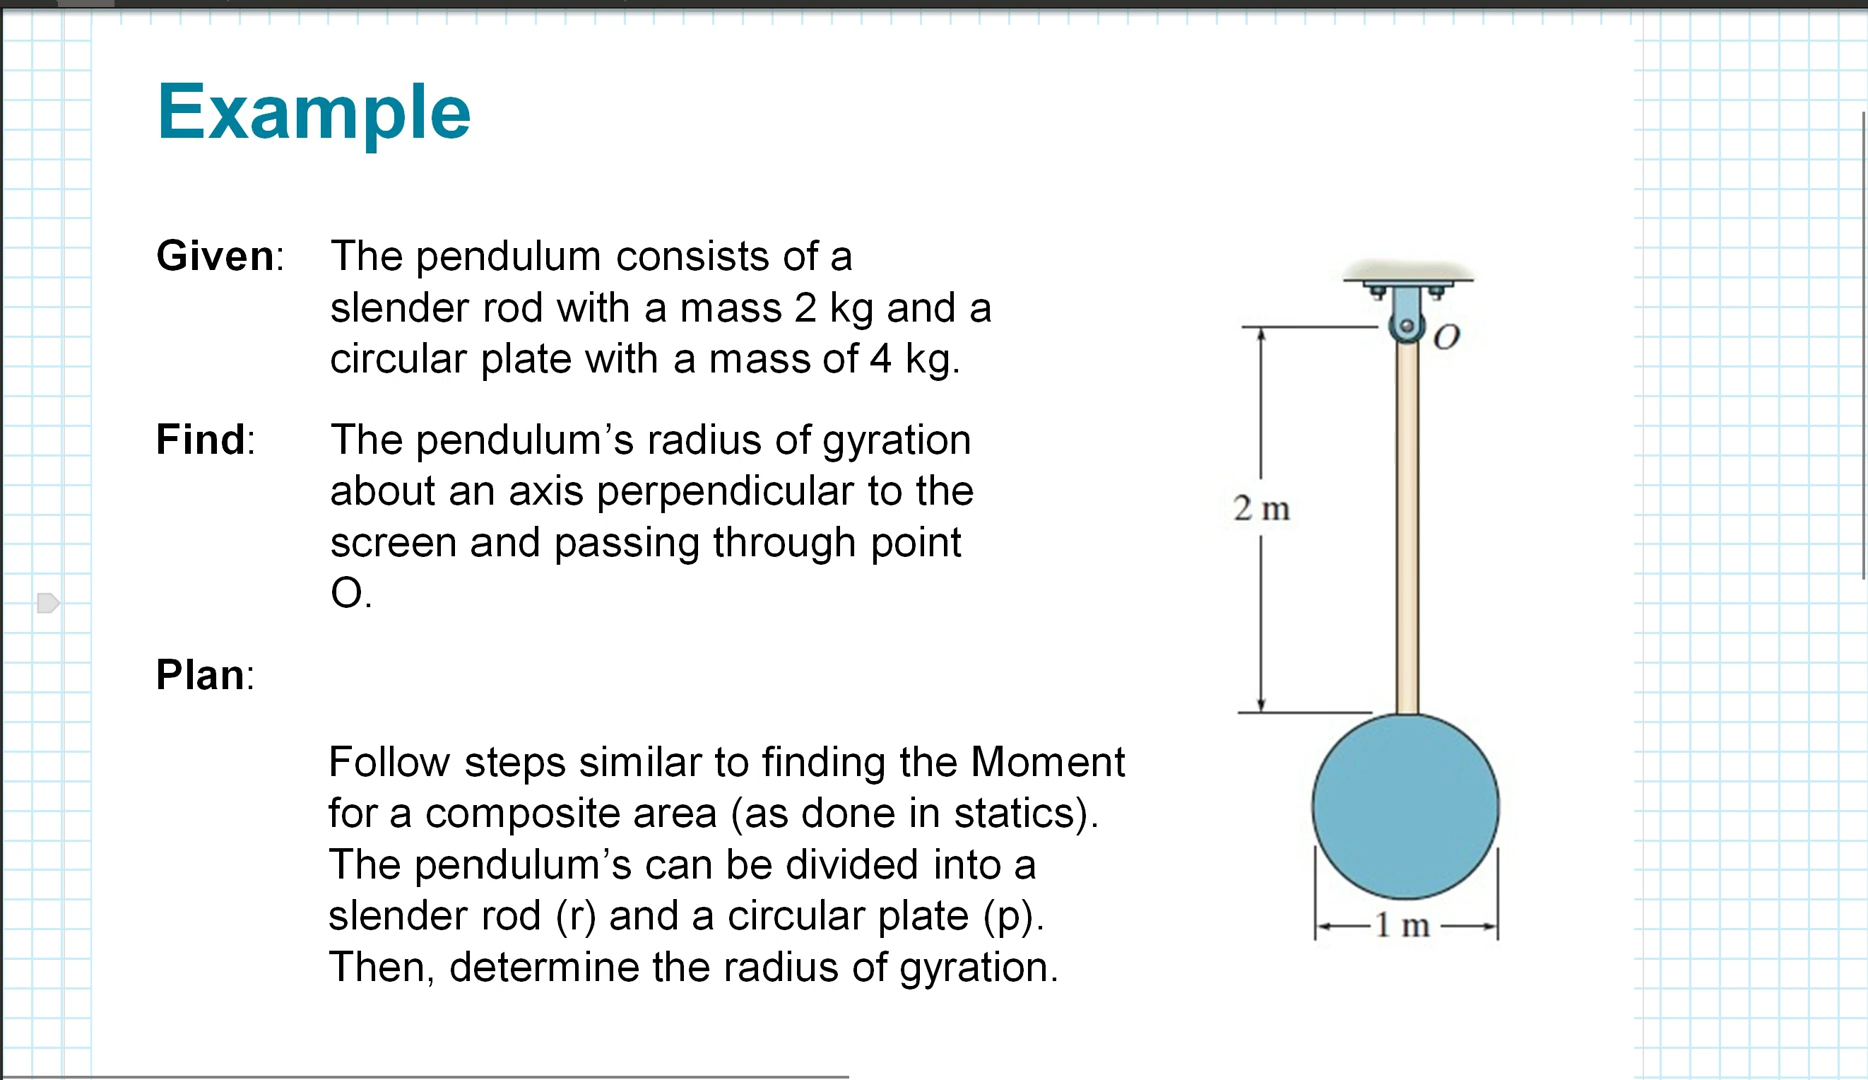 Example
Given: The pendulum consists of a
slender rod with a mass 2 kg and a
circular plate with a mass of 4 kg.
Find: The pendulum’s radius of gyration
about an axis perpendicular to the
screen and passing through point
O.
Plan:
Follow steps similar to finding the Moment
for a composite area (as done in statics).
The pendulum’s can be divided into a
slender rod (r) and a circular plate (p).
Then, determine the radius of gyration.
O
2 m
1 m